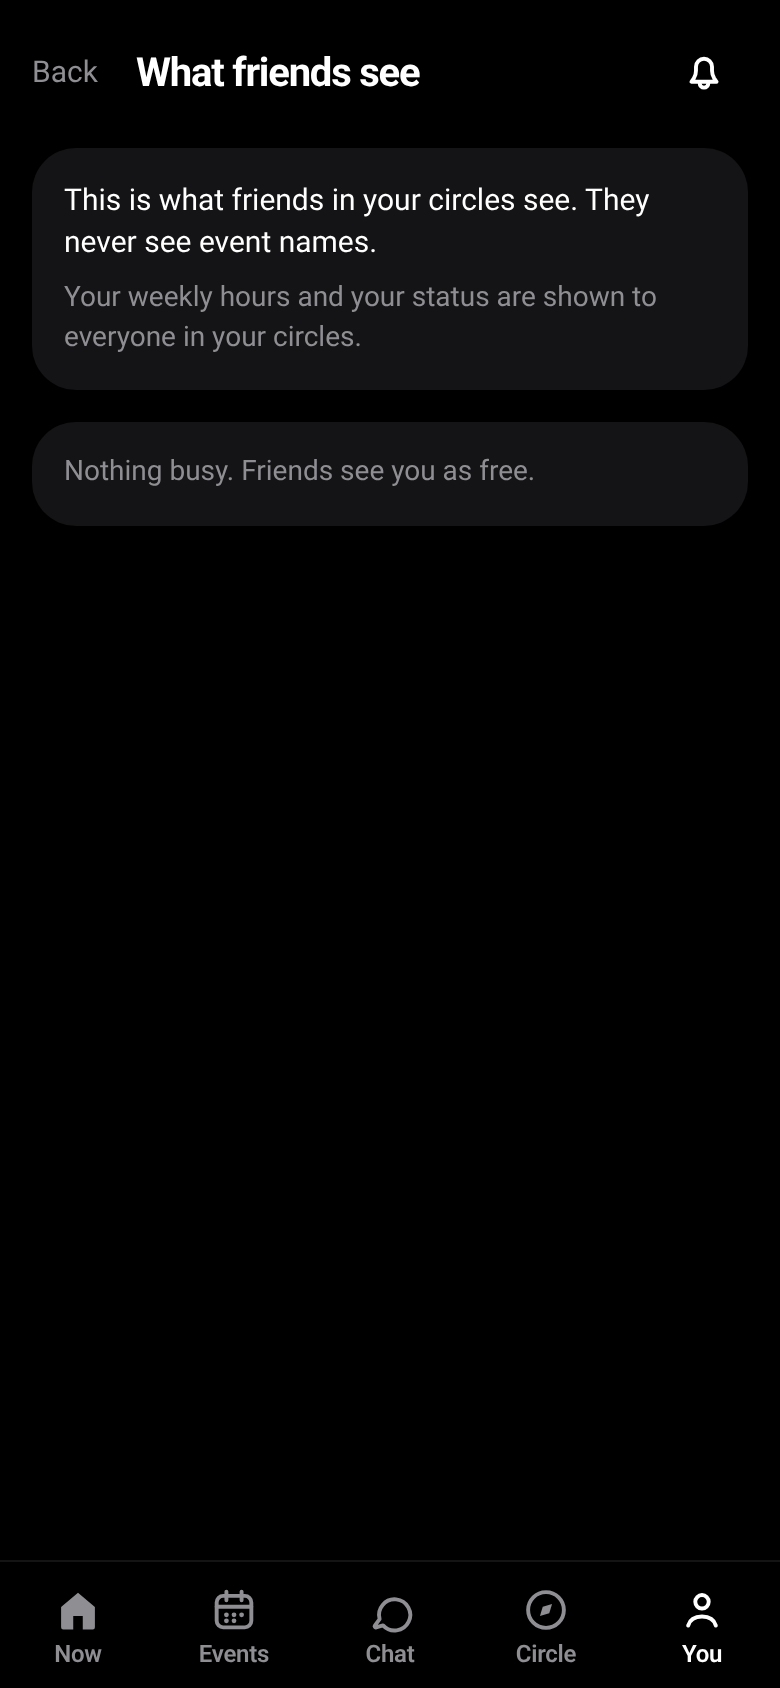 Back
What friends see
This is what friends in your circles see. They
never see event names.
Your weekly hours and your status are shown to
everyone in your circles.
Nothing busy. Friends see you as free.
Now
Events
Chat
Circle
You